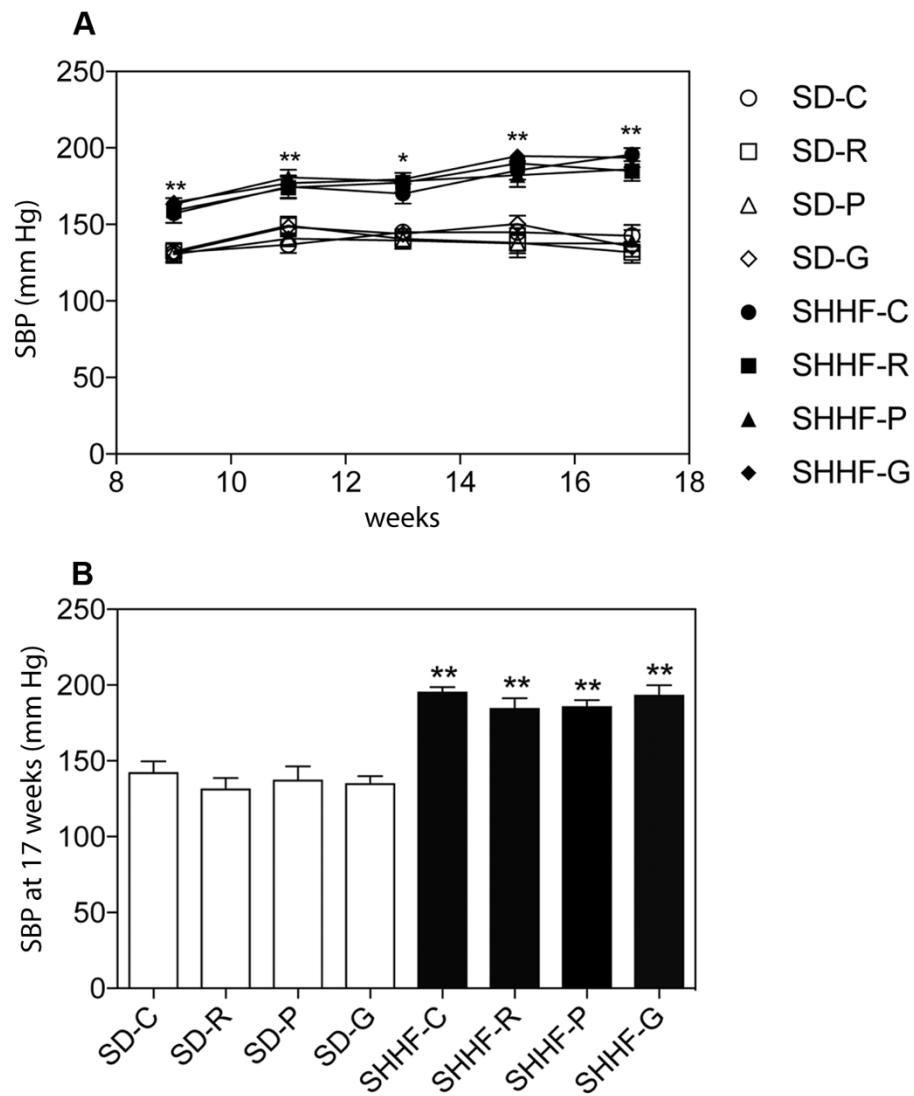 A
250
200
150
100
50
0
SBP (mm Hg)
** ** * ** **
8 10 12 14 16 18
weeks
SD-C
SD-R
SD-P
SD-G
SHHF-C
SHHF-R
SHHF-P
SHHF-G
B
250
200
150
100
50
0
SBP at 17 weeks (mm Hg)
** ** ** **
SD-C SD-R SD-P SD-G SHHF-C SHHF-R SHHF-P SHHF-G